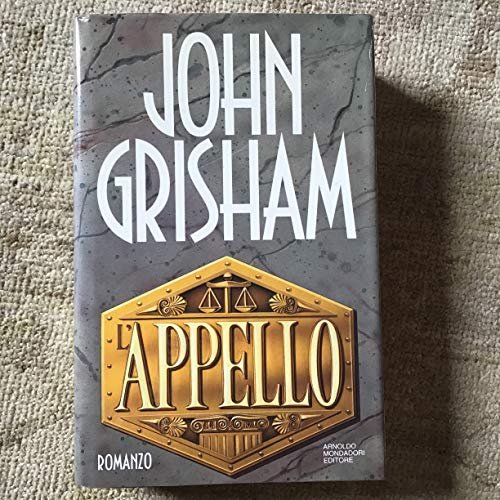 JOHN
GRISHAM
L'APPELLO
ROMANZO
ARNOLDO
MONDADORI
EDITORE